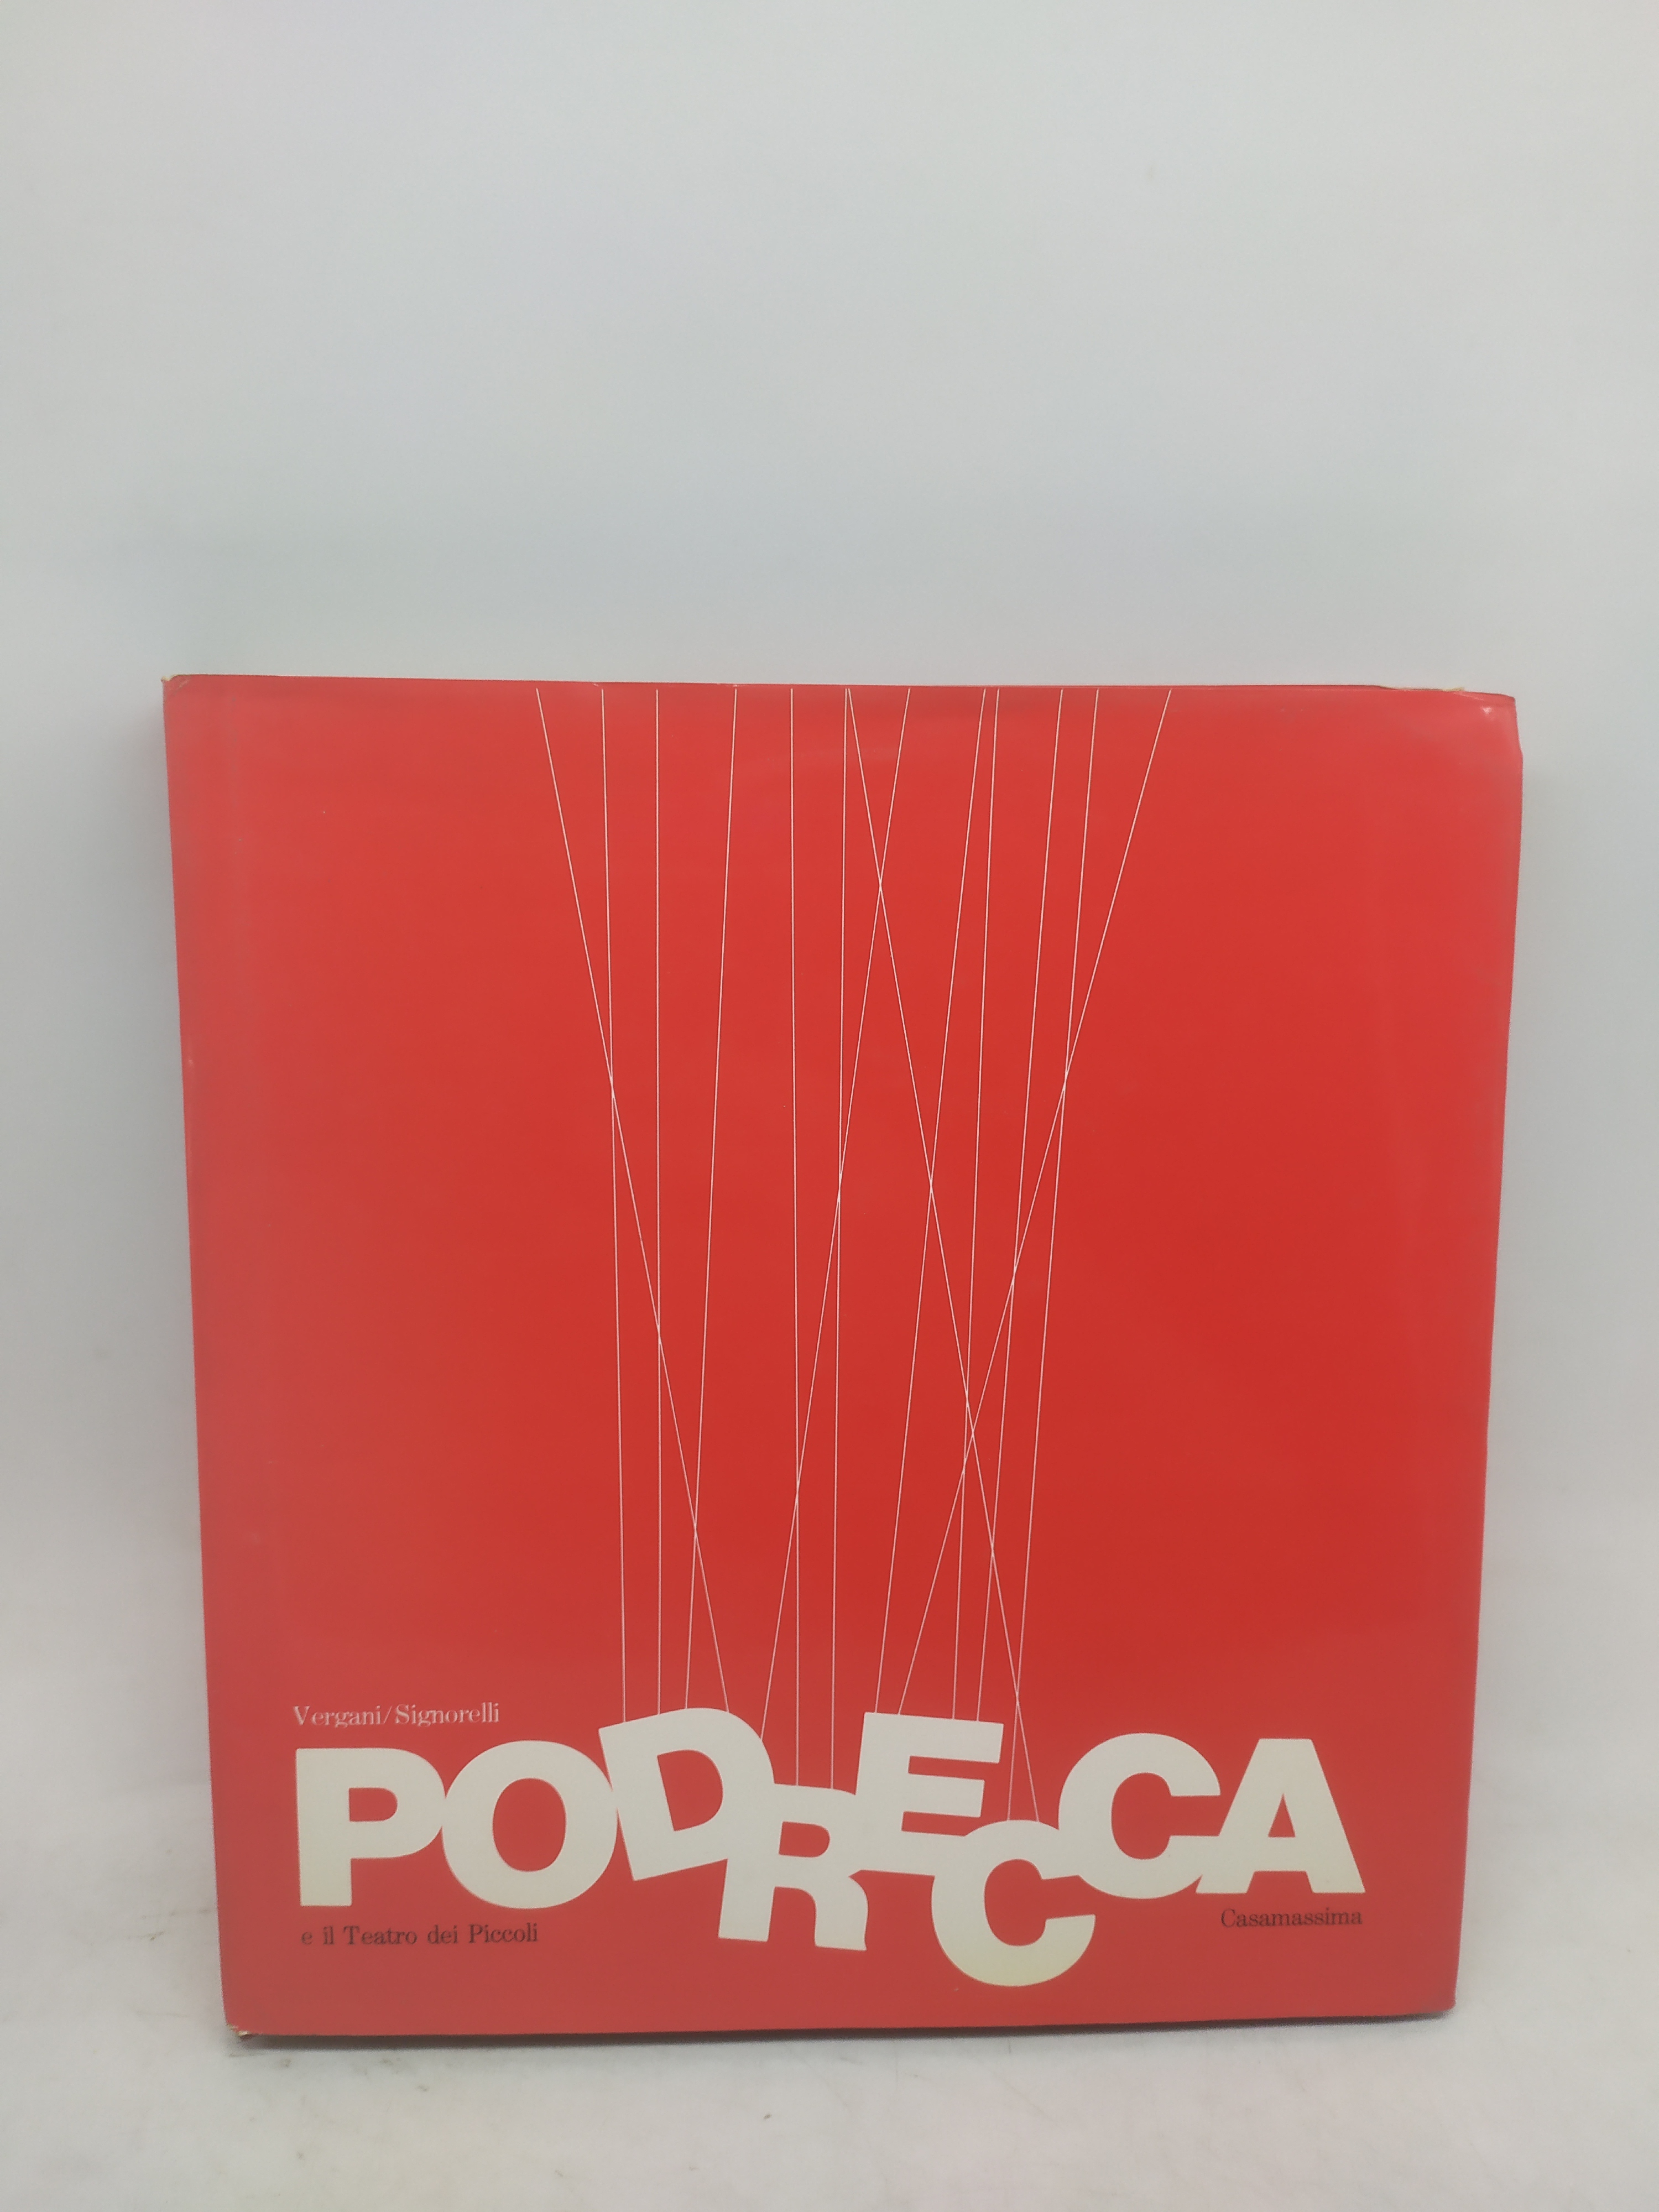 Vergani/Signorelli
PODRECCA
e il Teatro dei Piccoli
Casamassima